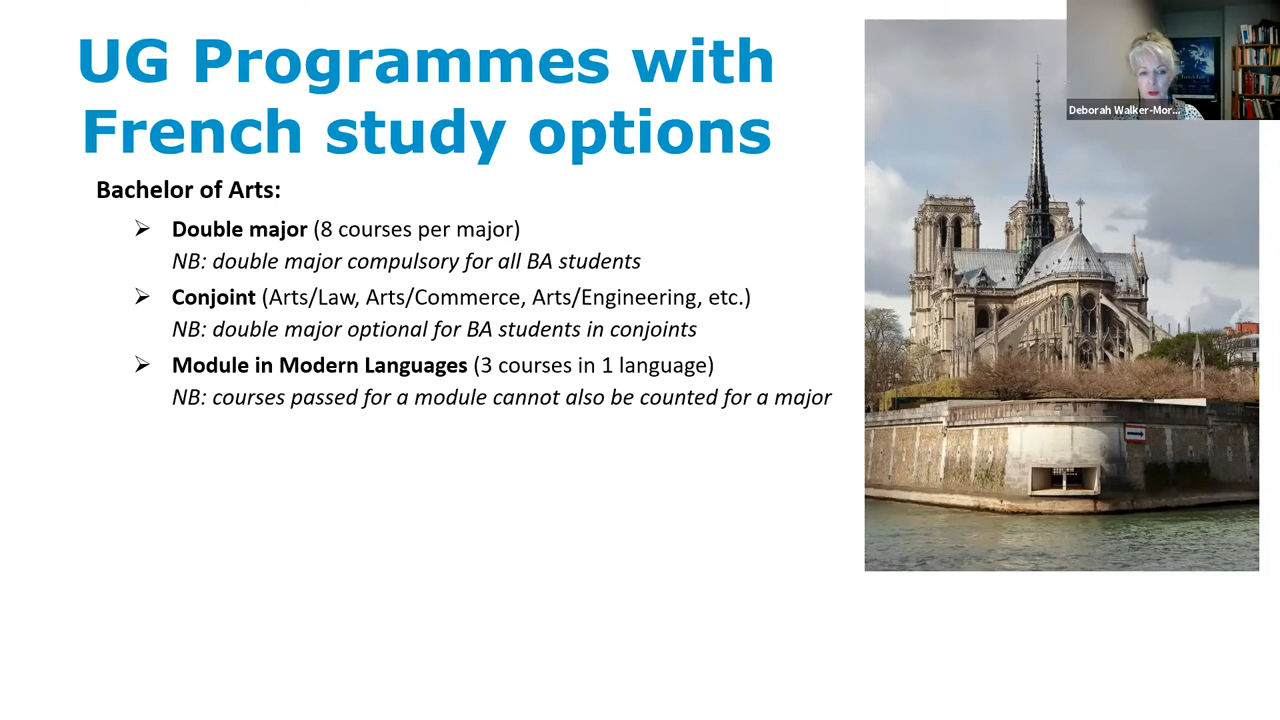 UG Programmes with
French study options
Bachelor of Arts:
Double major (8 courses per major)
NB: double major compulsory for all BA students
Conjoint (Arts/Law, Arts/Commerce, Arts/Engineering, etc.)
NB: double major optional for BA students in conjoints
Module in Modern Languages (3 courses in 1 language)
NB: courses passed for a module cannot also be counted for a major
Deborah Walker-Mor...